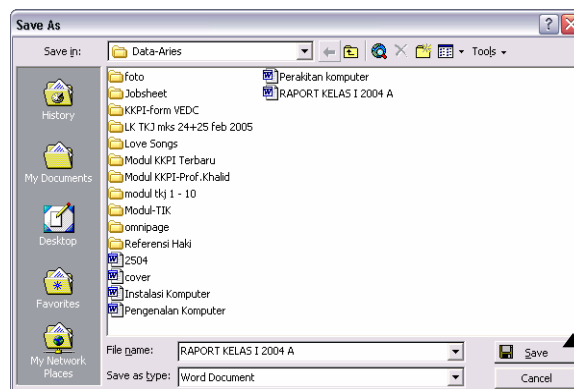 Save As
Save in: Data-Aries Tools
History
My Documents
Desktop
Favorites
My Network Places
foto
Jobsheet
KKPI-form VEDC
LK TKJ mks 24+25 feb 2005
Love Songs
Modul KKPI Terbaru
Modul KKPI-Prof.Khalid
modul tkj 1 - 10
Modul-TIK
omnipage
Referensi Haki
2504
cover
Instalasi Komputer
Pengenalan Komputer
Perakitan komputer
RAPORT KELAS I 2004 A
File name: RAPORT KELAS I 2004 A Save
Save as type: Word Document Cancel